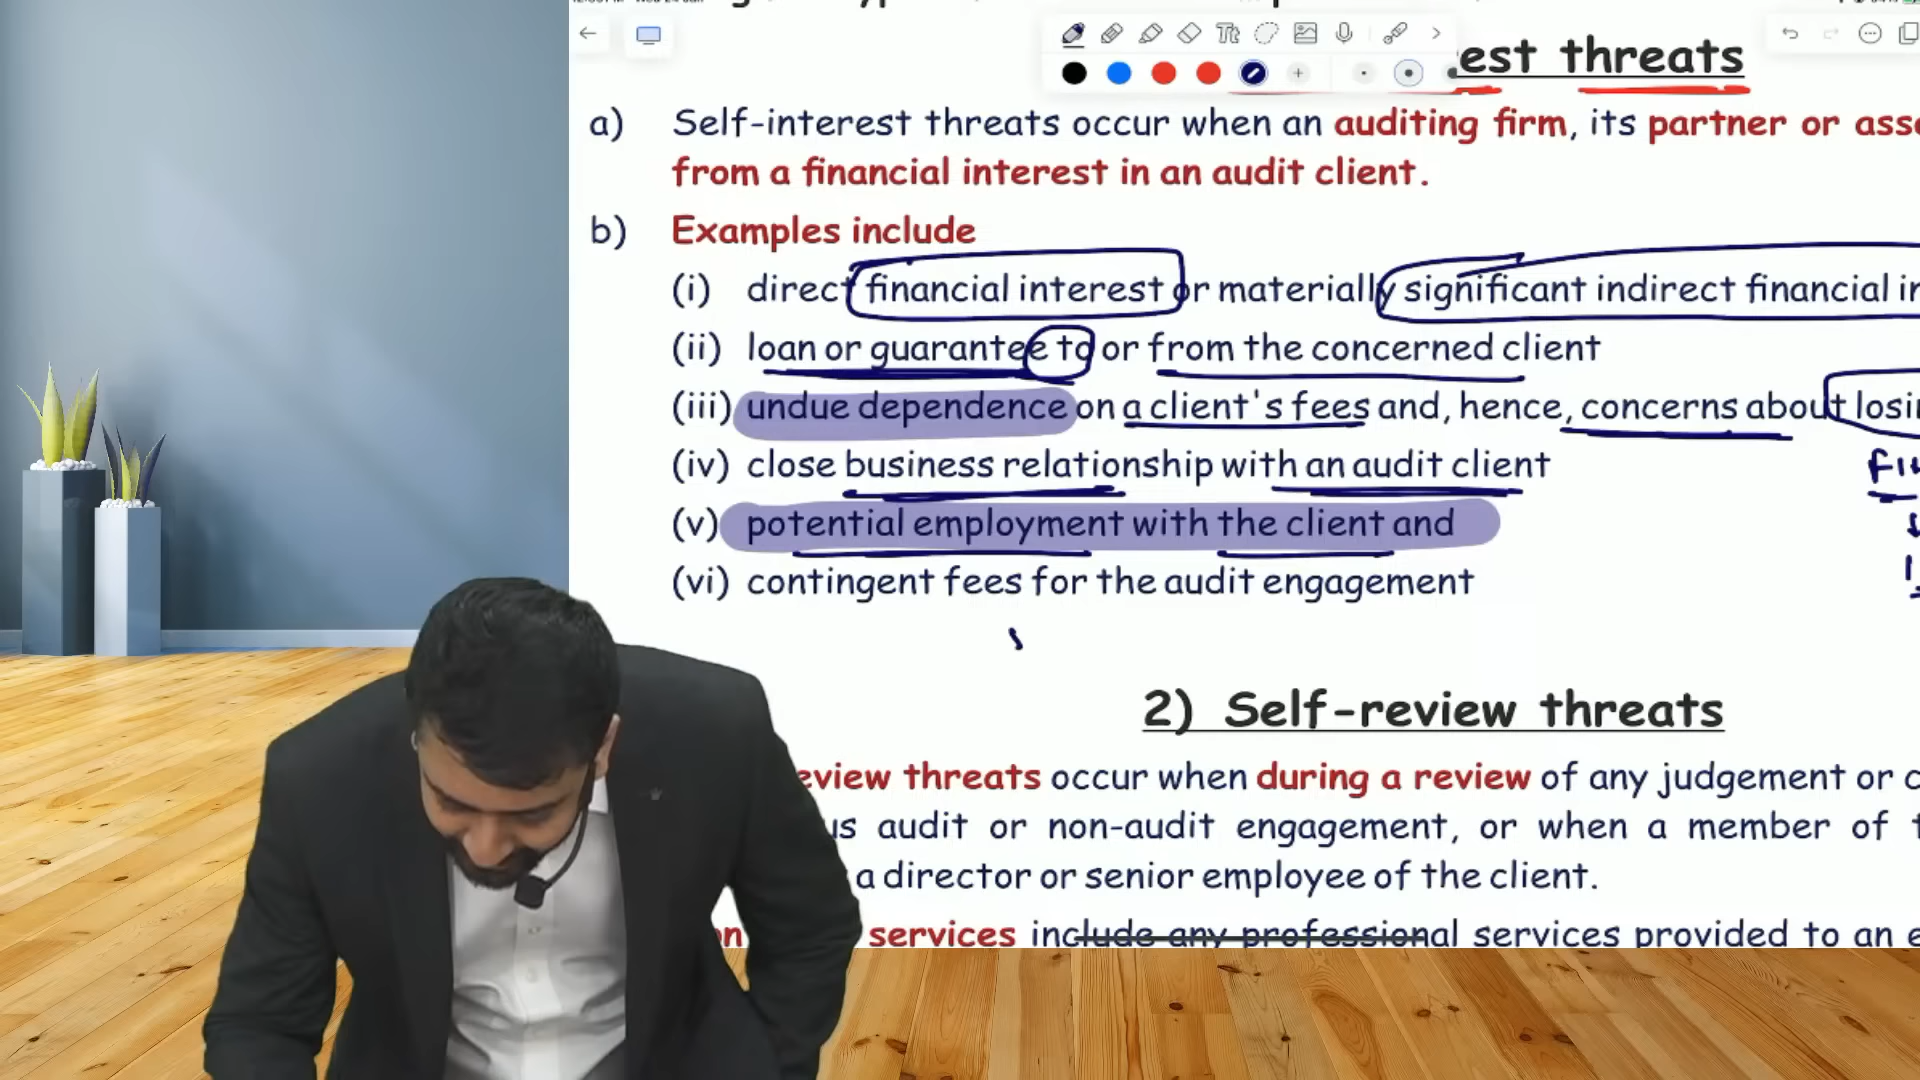 est threats
a) Self-interest threats occur when an auditing firm, its partner or asso
from a financial interest in an audit client.
b) Examples include
(i) direct financial interest or materially significant indirect financial in
(ii) loan or guarantee to or from the concerned client
(iii) undue dependence on a client's fees and, hence, concerns about losin
(iv) close business relationship with an audit client
(v) potential employment with the client and
(vi) contingent fees for the audit engagement
2) Self-review threats
eview threats occur when during a review of any judgement or c
us audit or non-audit engagement, or when a member of t
a director or senior employee of the client.
on services include any professional services provided to an e